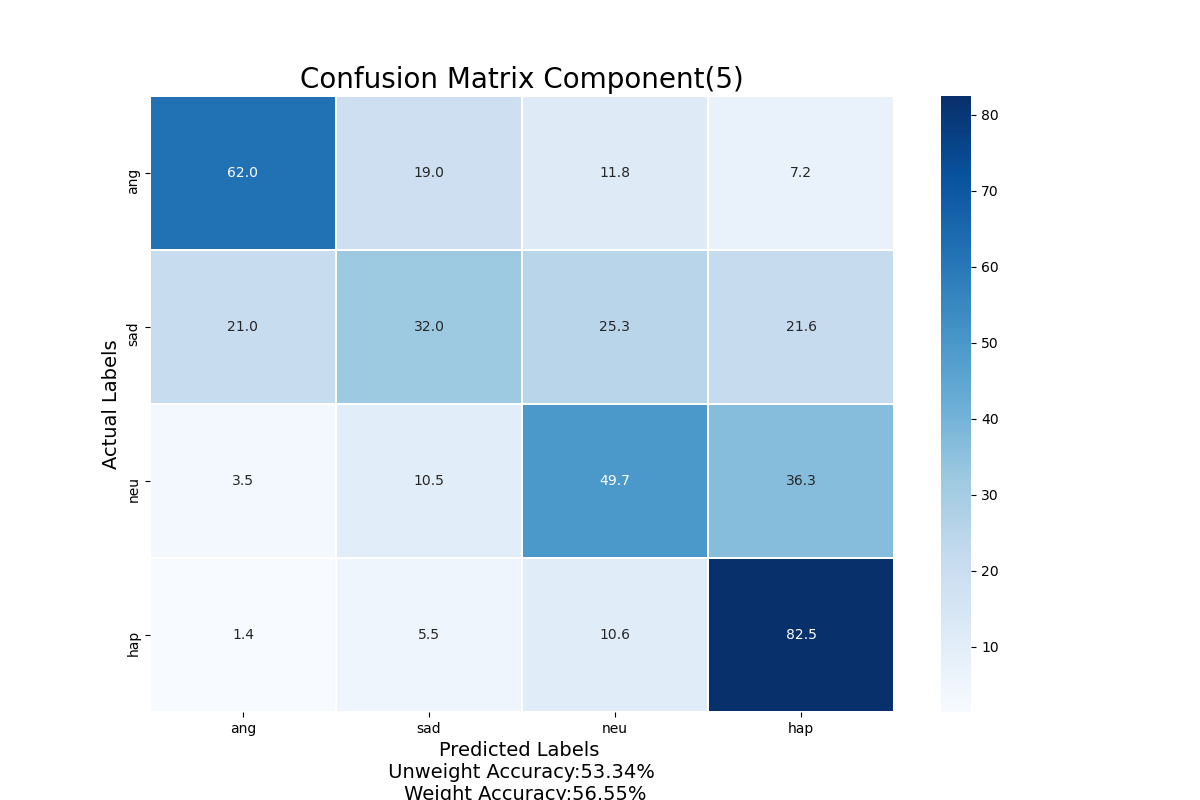 Confusion Matrix Component(5)
ang 62.0 19.0 11.8 7.2
sad 21.0 32.0 25.3 21.6
neu 3.5 10.5 49.7 36.3
hap 1.4 5.5 10.6 82.5
Actual Labels
ang sad neu hap
Predicted Labels
Unweight Accuracy:53.34%
Weight Accuracy:56.55%
80
70
60
50
40
30
20
10